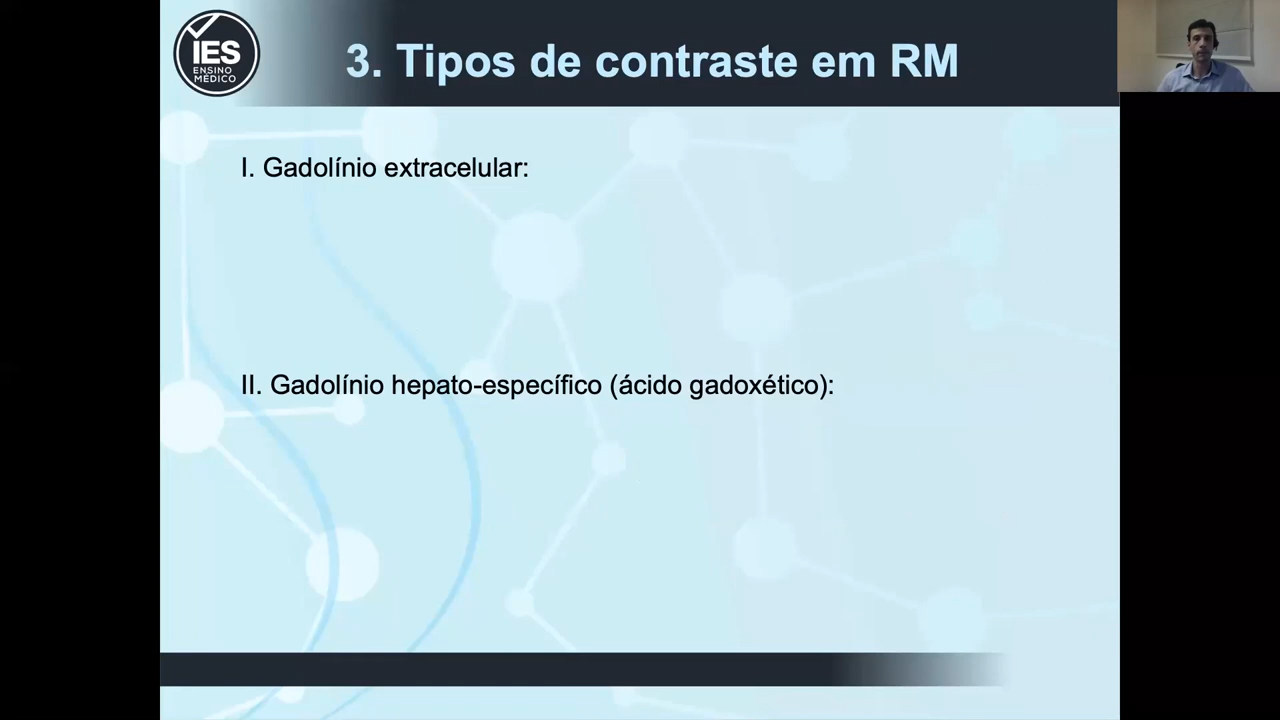 IES
ENSINO
MÉDICO
3. Tipos de contraste em RM
I. Gadolínio extracelular:
II. Gadolínio hepato-específico (ácido gadoxético):